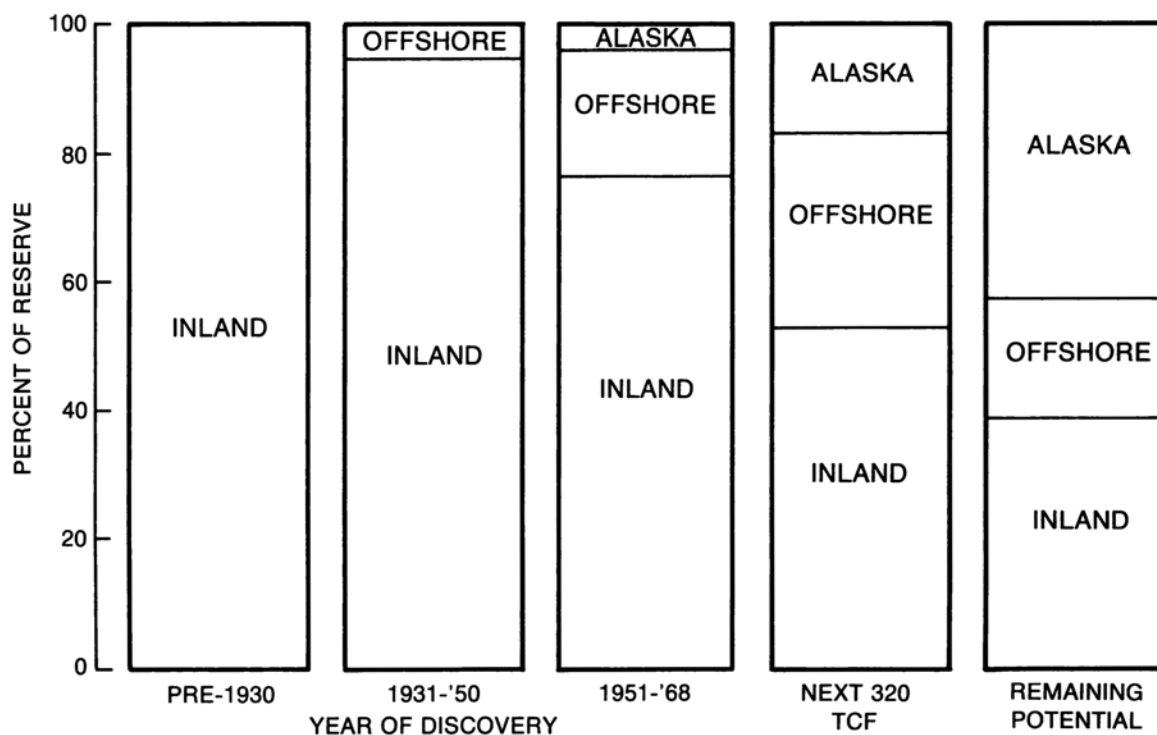 100
80
60
40
20
0
PERCENT OF RESERVE
INLAND
PRE-1930
OFFSHORE
INLAND
1931-'50
ALASKA
OFFSHORE
INLAND
1951-'68
ALASKA
OFFSHORE
INLAND
NEXT 320
TCF
ALASKA
OFFSHORE
INLAND
REMAINING
POTENTIAL
YEAR OF DISCOVERY